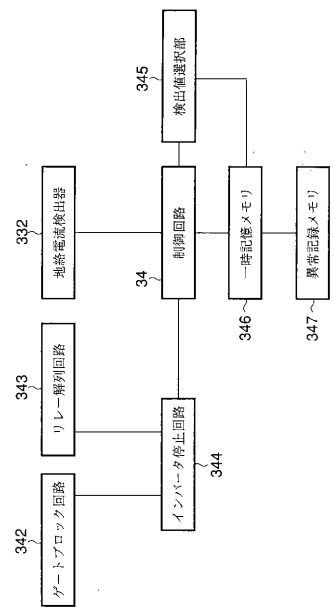 342
ゲートブロック回路
343
リレー解列回路
332
地絡電流検出器
344
インバータ停止回路
34
制御回路
345
検出値選択部
346
一時記憶メモリ
347
異常記録メモリ